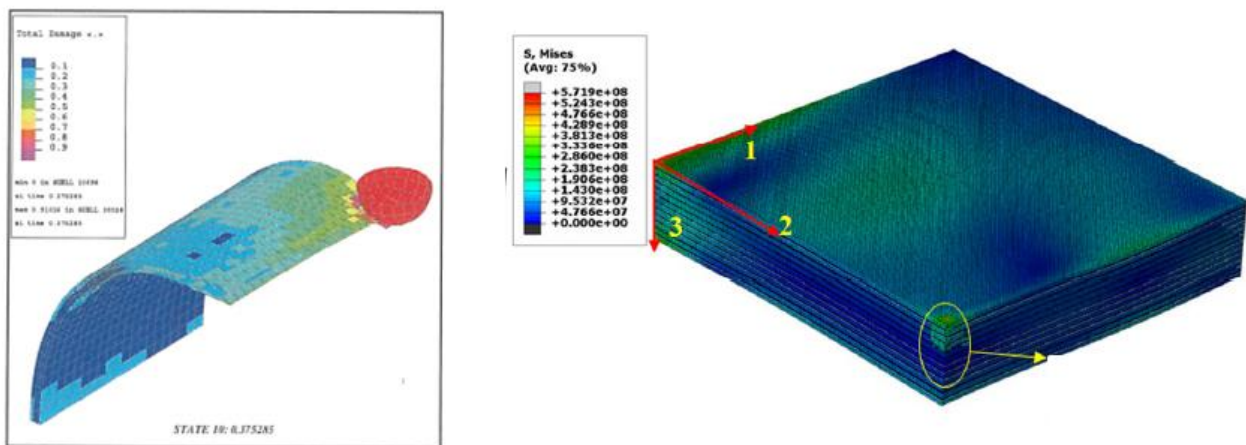 Total Damage
0.1
0.2
0.3
0.4
0.5
0.6
0.7
0.8
0.9
STATE 10: 0.375285
S, Mises
(Avg: 75%)
+5.719e+08
+5.243e+08
+4.766e+08
+4.289e+08
+3.813e+08
+3.336e+08
+2.860e+08
+2.383e+08
+1.906e+08
+1.430e+08
+9.532e+07
+4.766e+07
+0.000e+00
1
2
3